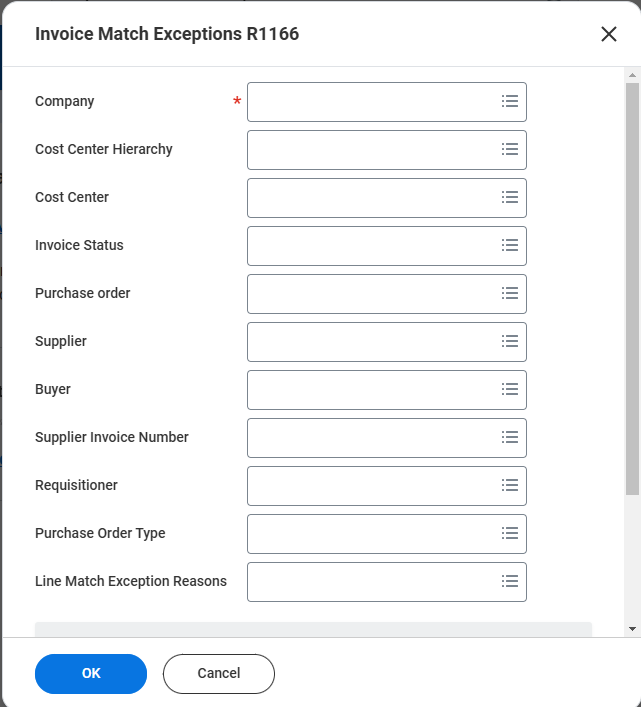 Invoice Match Exceptions R1166
Company *
Cost Center Hierarchy
Cost Center
Invoice Status
Purchase order
Supplier
Buyer
Supplier Invoice Number
Requisitioner
Purchase Order Type
Line Match Exception Reasons
OK Cancel